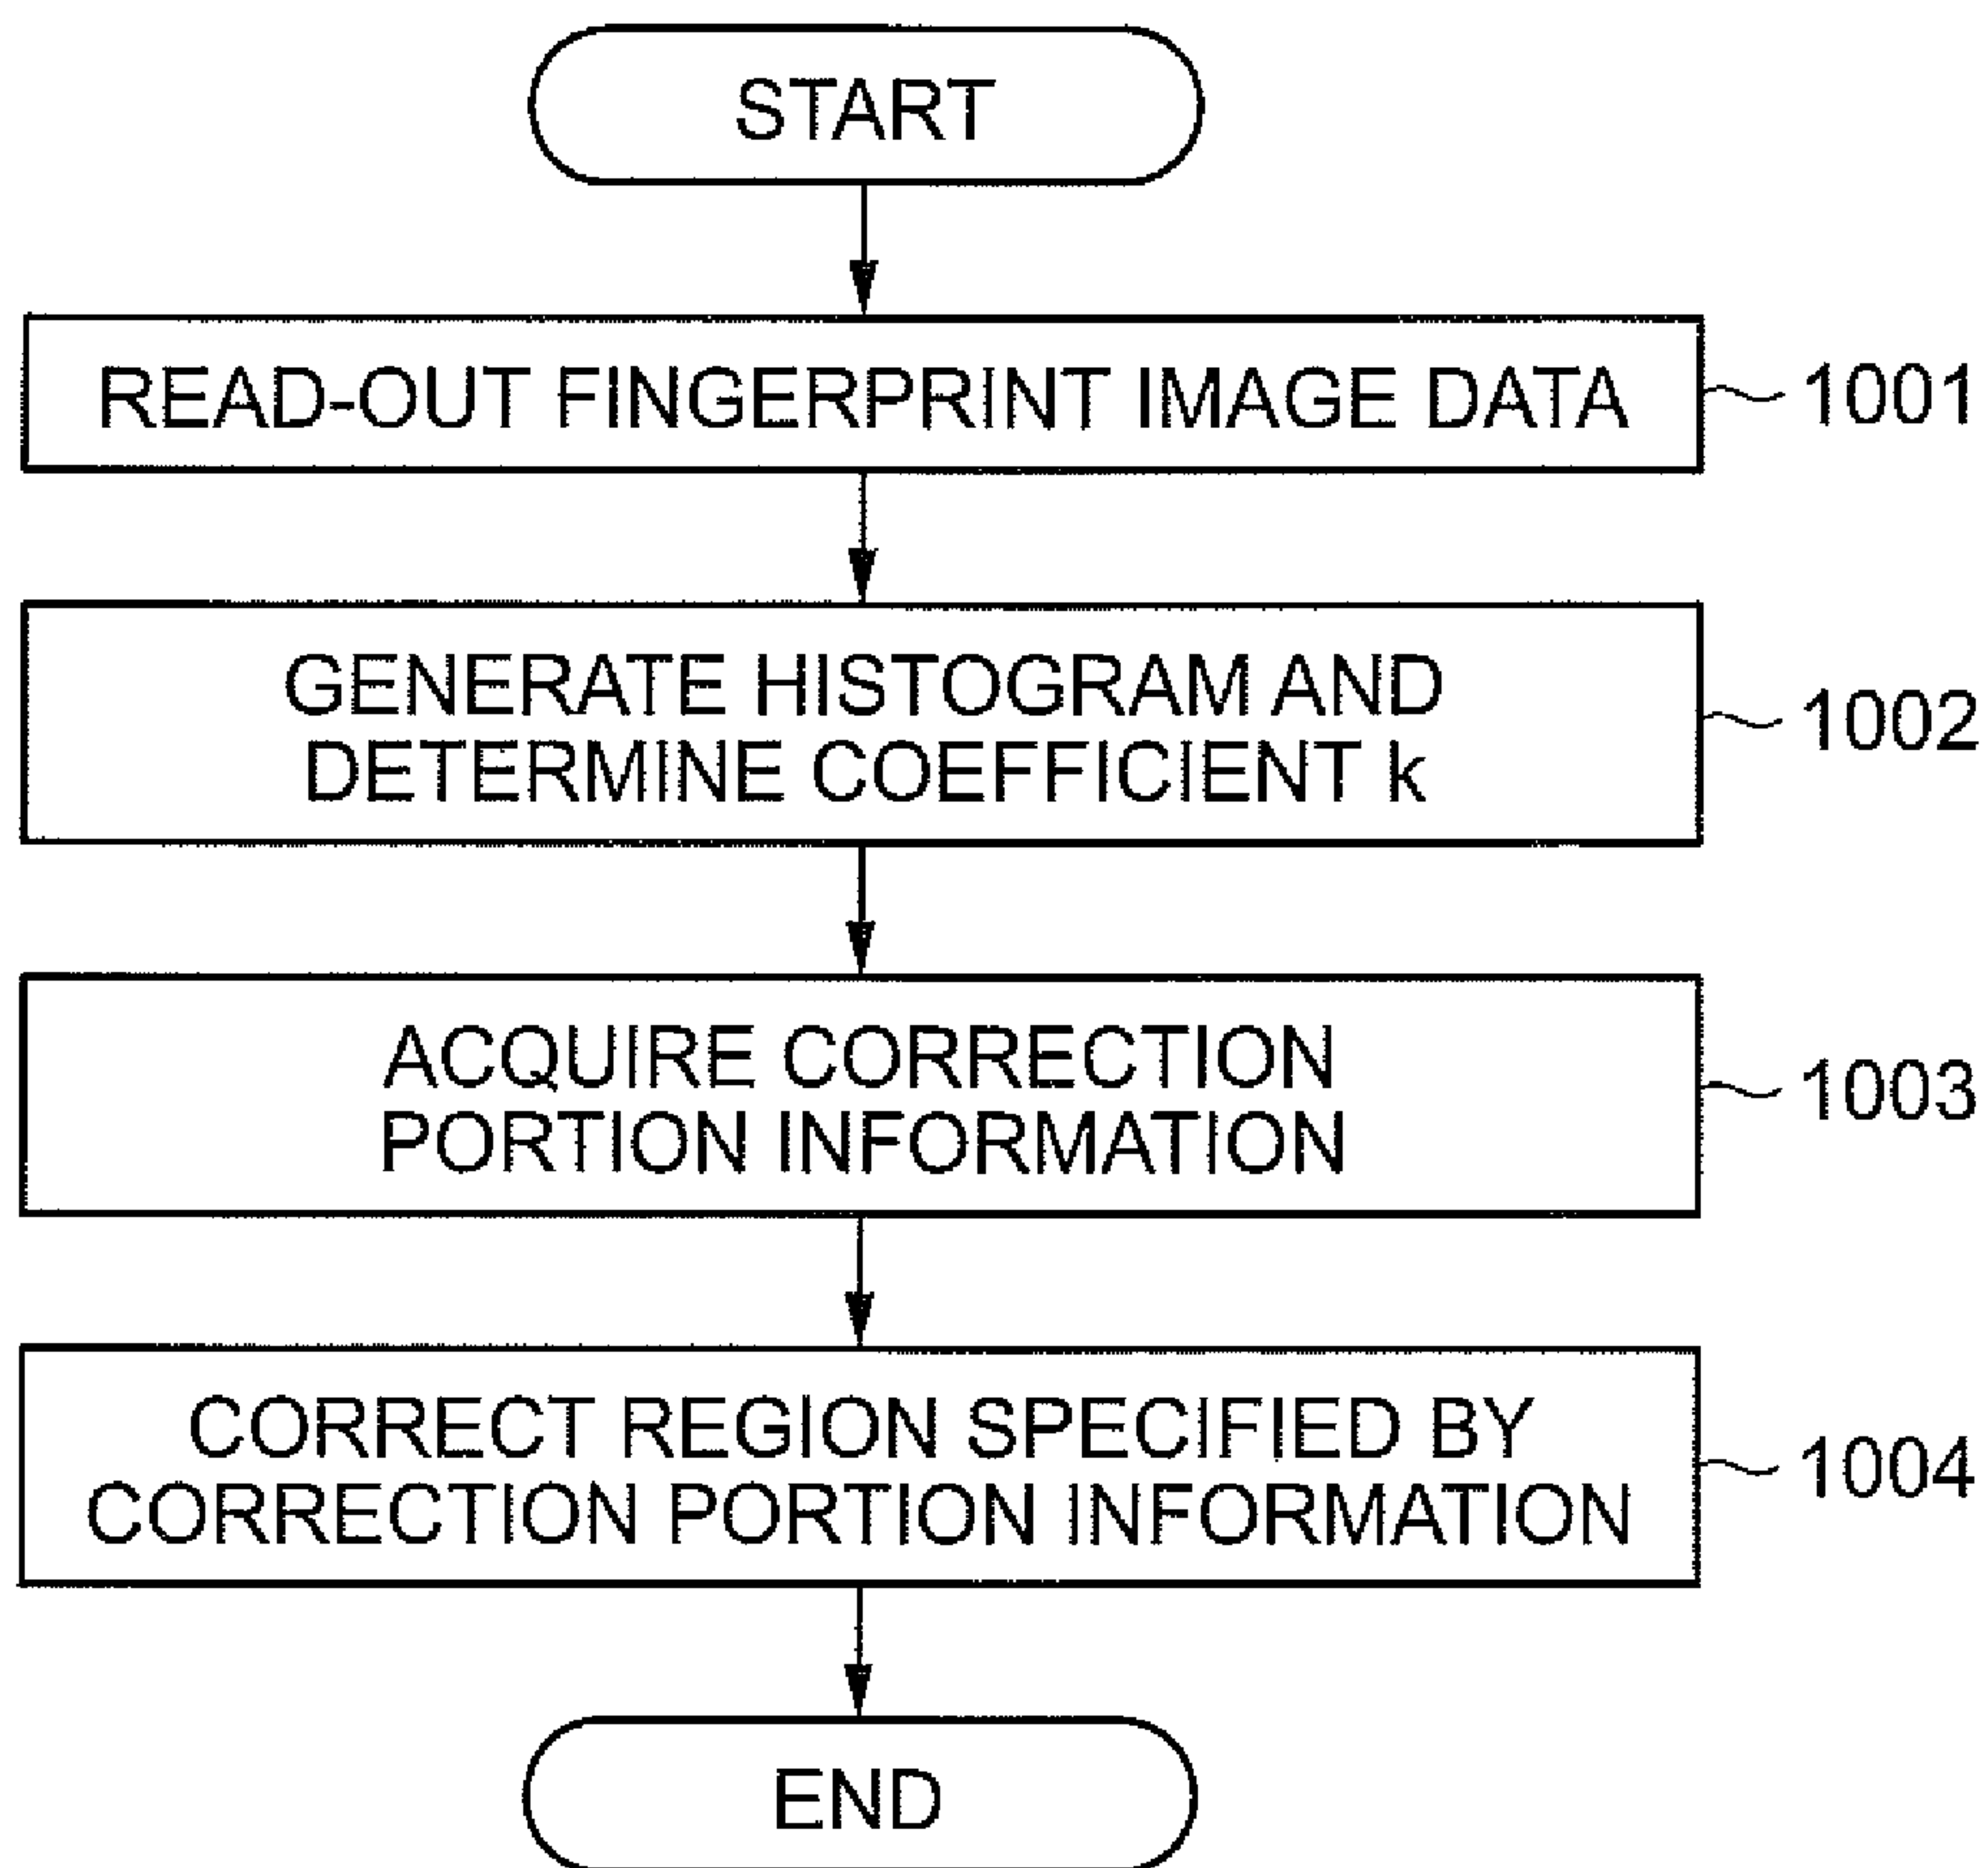 START
READ-OUT FINGERPRINT IMAGE DATA
1001
GENERATE HISTOGRAM AND
DETERMINE COEFFICIENT k
1002
ACQUIRE CORRECTION
PORTION INFORMATION
1003
CORRECT REGION SPECIFIED BY
CORRECTION PORTION INFORMATION
1004
END